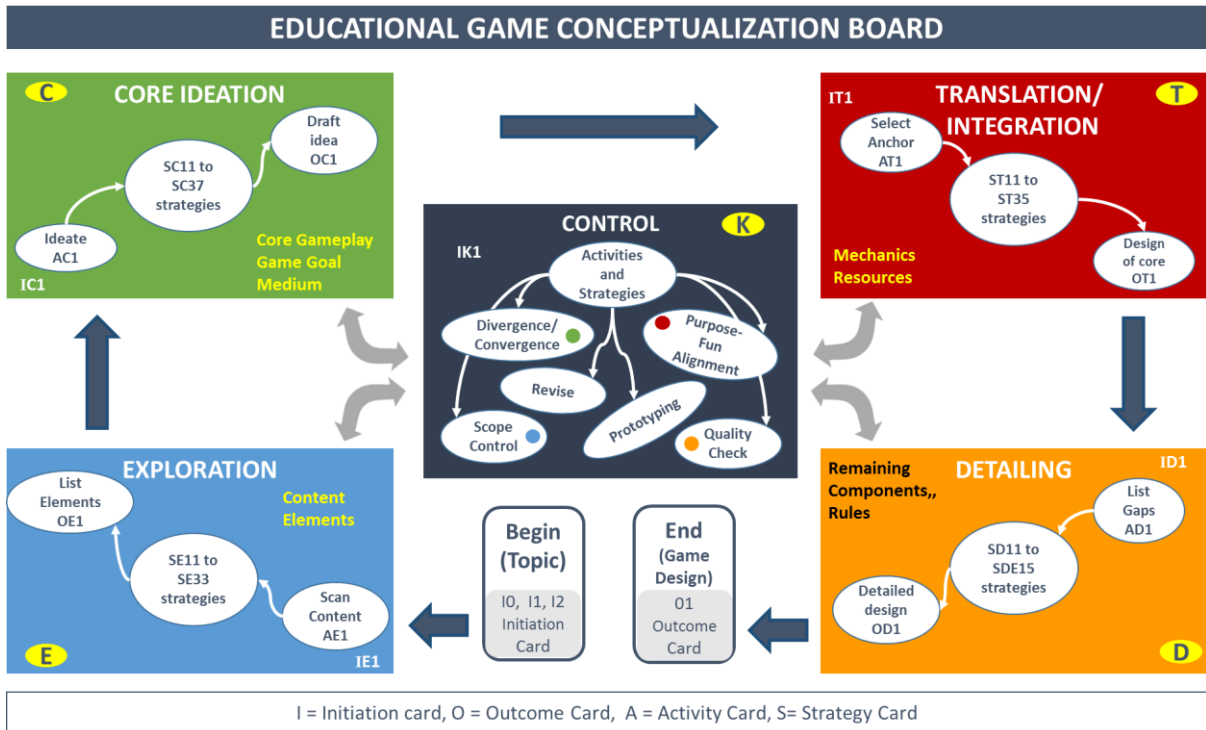 EDUCATIONAL GAME CONCEPTUALIZATION BOARD
C
CORE IDEATION
Draft
idea
OC1
SC11 to
SC37
strategies
Ideate
AC1
IC1
Core Gameplay
Game Goal
Medium
IT1
TRANSLATION/
INTEGRATION
T
Select
Anchor
AT1
ST11 to
ST35
strategies
Design
of core
OT1
Mechanics
Resources
CONTROL
K
IK1
Activities
and
Strategies
Divergence/
Convergence
Purpose-
Fun
Alignment
Revise
Prototyping
Scope
Control
Quality
Check
EXPLORATION
List
Elements
OE1
Content
Elements
SE11 to
SE33
strategies
Scan
Content
AE1
E
IE1
Begin
(Topic)
I0, I1, I2
Initiation
Card
End
(Game
Design)
01
Outcome
Card
Remaining
Components,,
Rules
DETAILING
ID1
List
Gaps
AD1
SD11 to
SDE15
strategies
Detailed
design
OD1
D
I = Initiation card, O = Outcome Card, A = Activity Card, S= Strategy Card